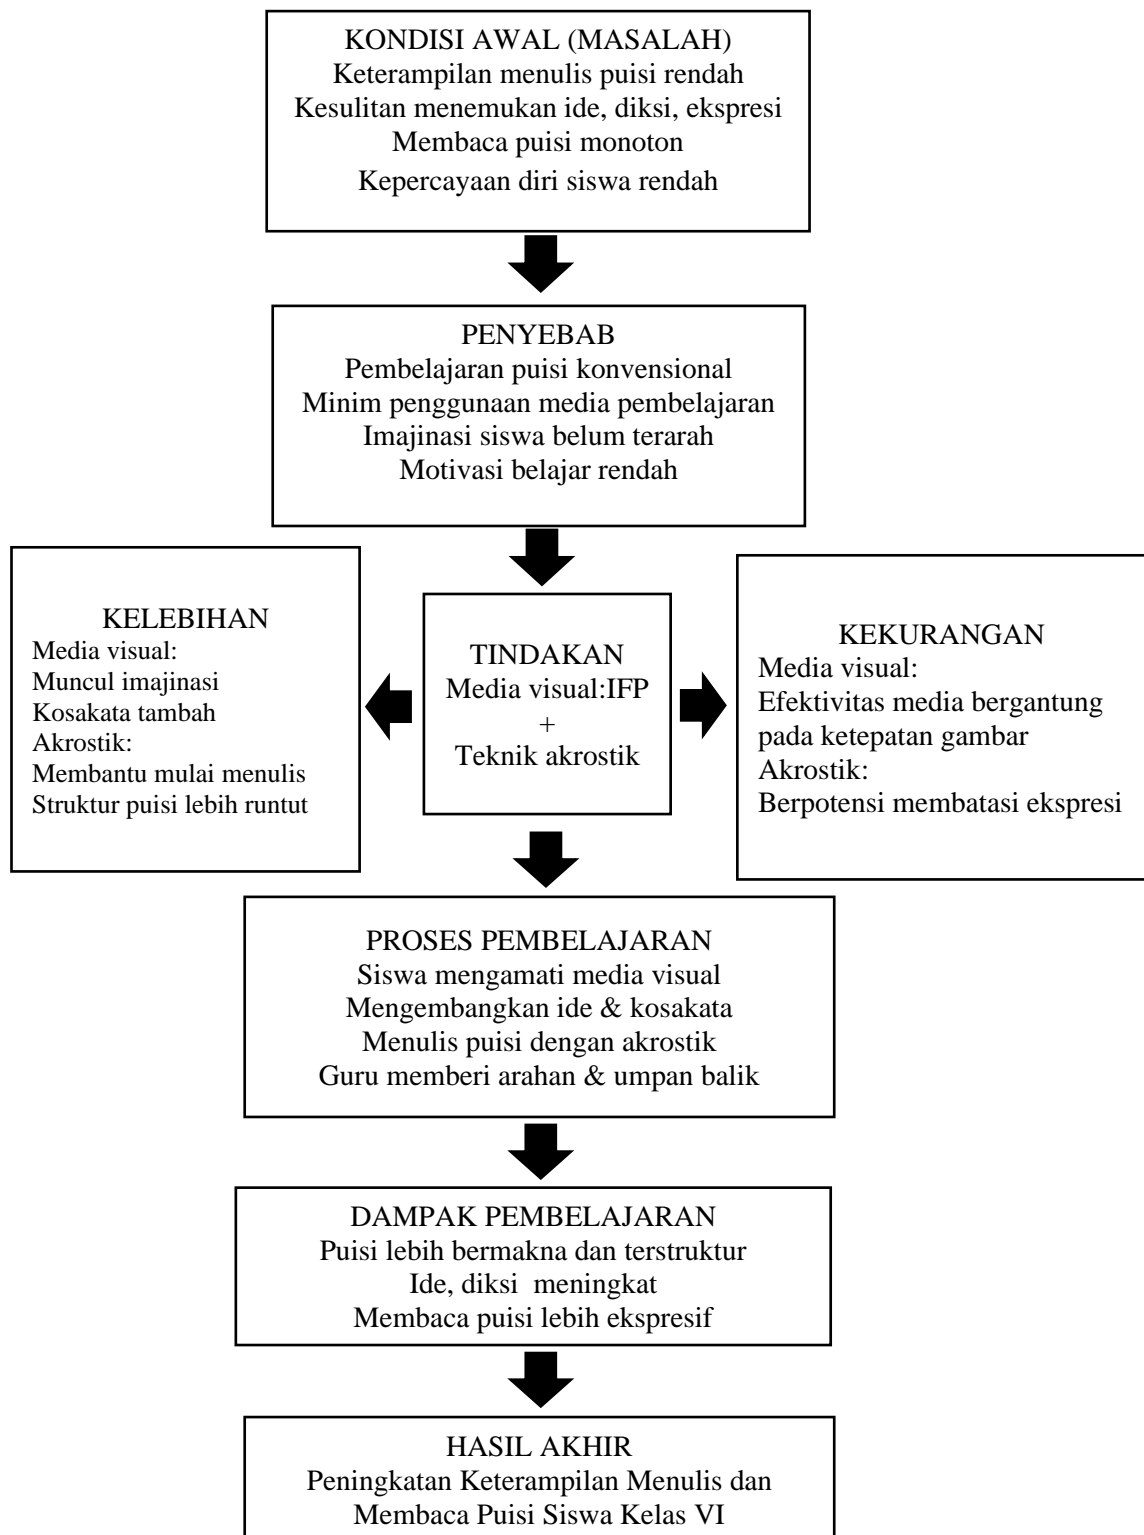 KONDISI AWAL (MASALAH)
Keterampilan menulis puisi rendah
Kesulitan menemukan ide, diksi, ekspresi
Membaca puisi monoton
Kepercayaan diri siswa rendah
PENYEBAB
Pembelajaran puisi konvensional
Minim penggunaan media pembelajaran
Imajinasi siswa belum terarah
Motivasi belajar rendah
KELEBIHAN
Media visual:
Muncul imajinasi
Kosakata tambah
Akrostik:
Membantu mulai menulis
Struktur puisi lebih runtut
TINDAKAN
Media visual:IFP
+
Teknik akrostik
KEKURANGAN
Media visual:
Efektivitas media bergantung
pada ketepatan gambar
Akrostik:
Berpotensi membatasi ekspresi
PROSES PEMBELAJARAN
Siswa mengamati media visual
Mengembangkan ide & kosakata
Menulis puisi dengan akrostik
Guru memberi arahan & umpan balik
DAMPAK PEMBELAJARAN
Puisi lebih bermakna dan terstruktur
Ide, diksi  meningkat
Membaca puisi lebih ekspresif
HASIL AKHIR
Peningkatan Keterampilan Menulis dan
Membaca Puisi Siswa Kelas VI